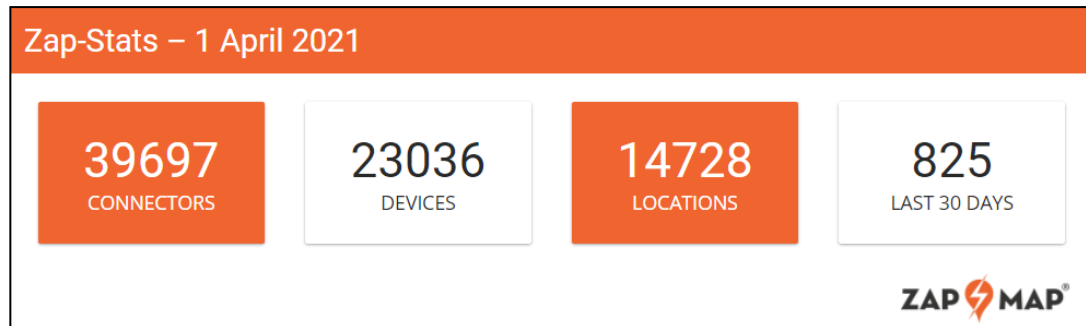 Zap-Stats – 1 April 2021
39697
CONNECTORS
23036
DEVICES
14728
LOCATIONS
825
LAST 30 DAYS
ZAP MAP®